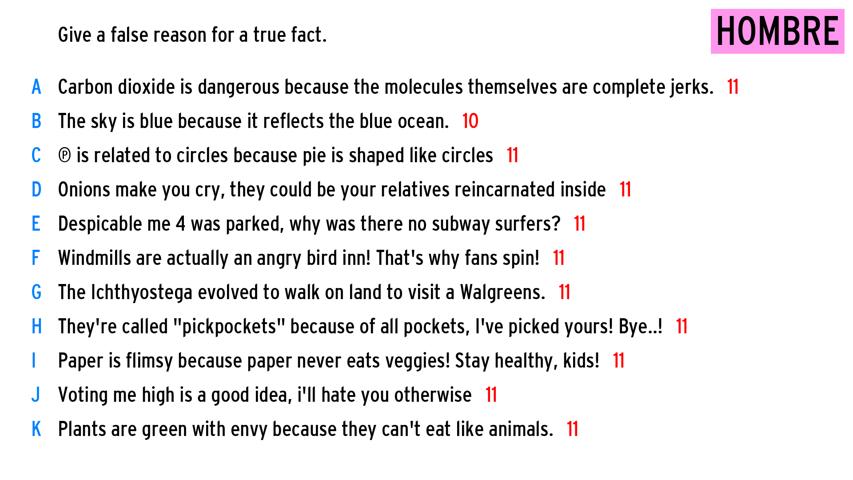 Give a false reason for a true fact.
HOMBRE
A Carbon dioxide is dangerous because the molecules themselves are complete jerks. 11
B The sky is blue because it reflects the blue ocean. 10
C ℗ is related to circles because pie is shaped like circles 11
D Onions make you cry, they could be your relatives reincarnated inside 11
E Despicable me 4 was parked, why was there no subway surfers? 11
F Windmills are actually an angry bird inn! That's why fans spin! 11
G The Ichthyostega evolved to walk on land to visit a Walgreens. 11
H They're called "pickpockets" because of all pockets, I've picked yours! Bye..! 11
I Paper is flimsy because paper never eats veggies! Stay healthy, kids! 11
J Voting me high is a good idea, i'll hate you otherwise 11
K Plants are green with envy because they can't eat like animals. 11